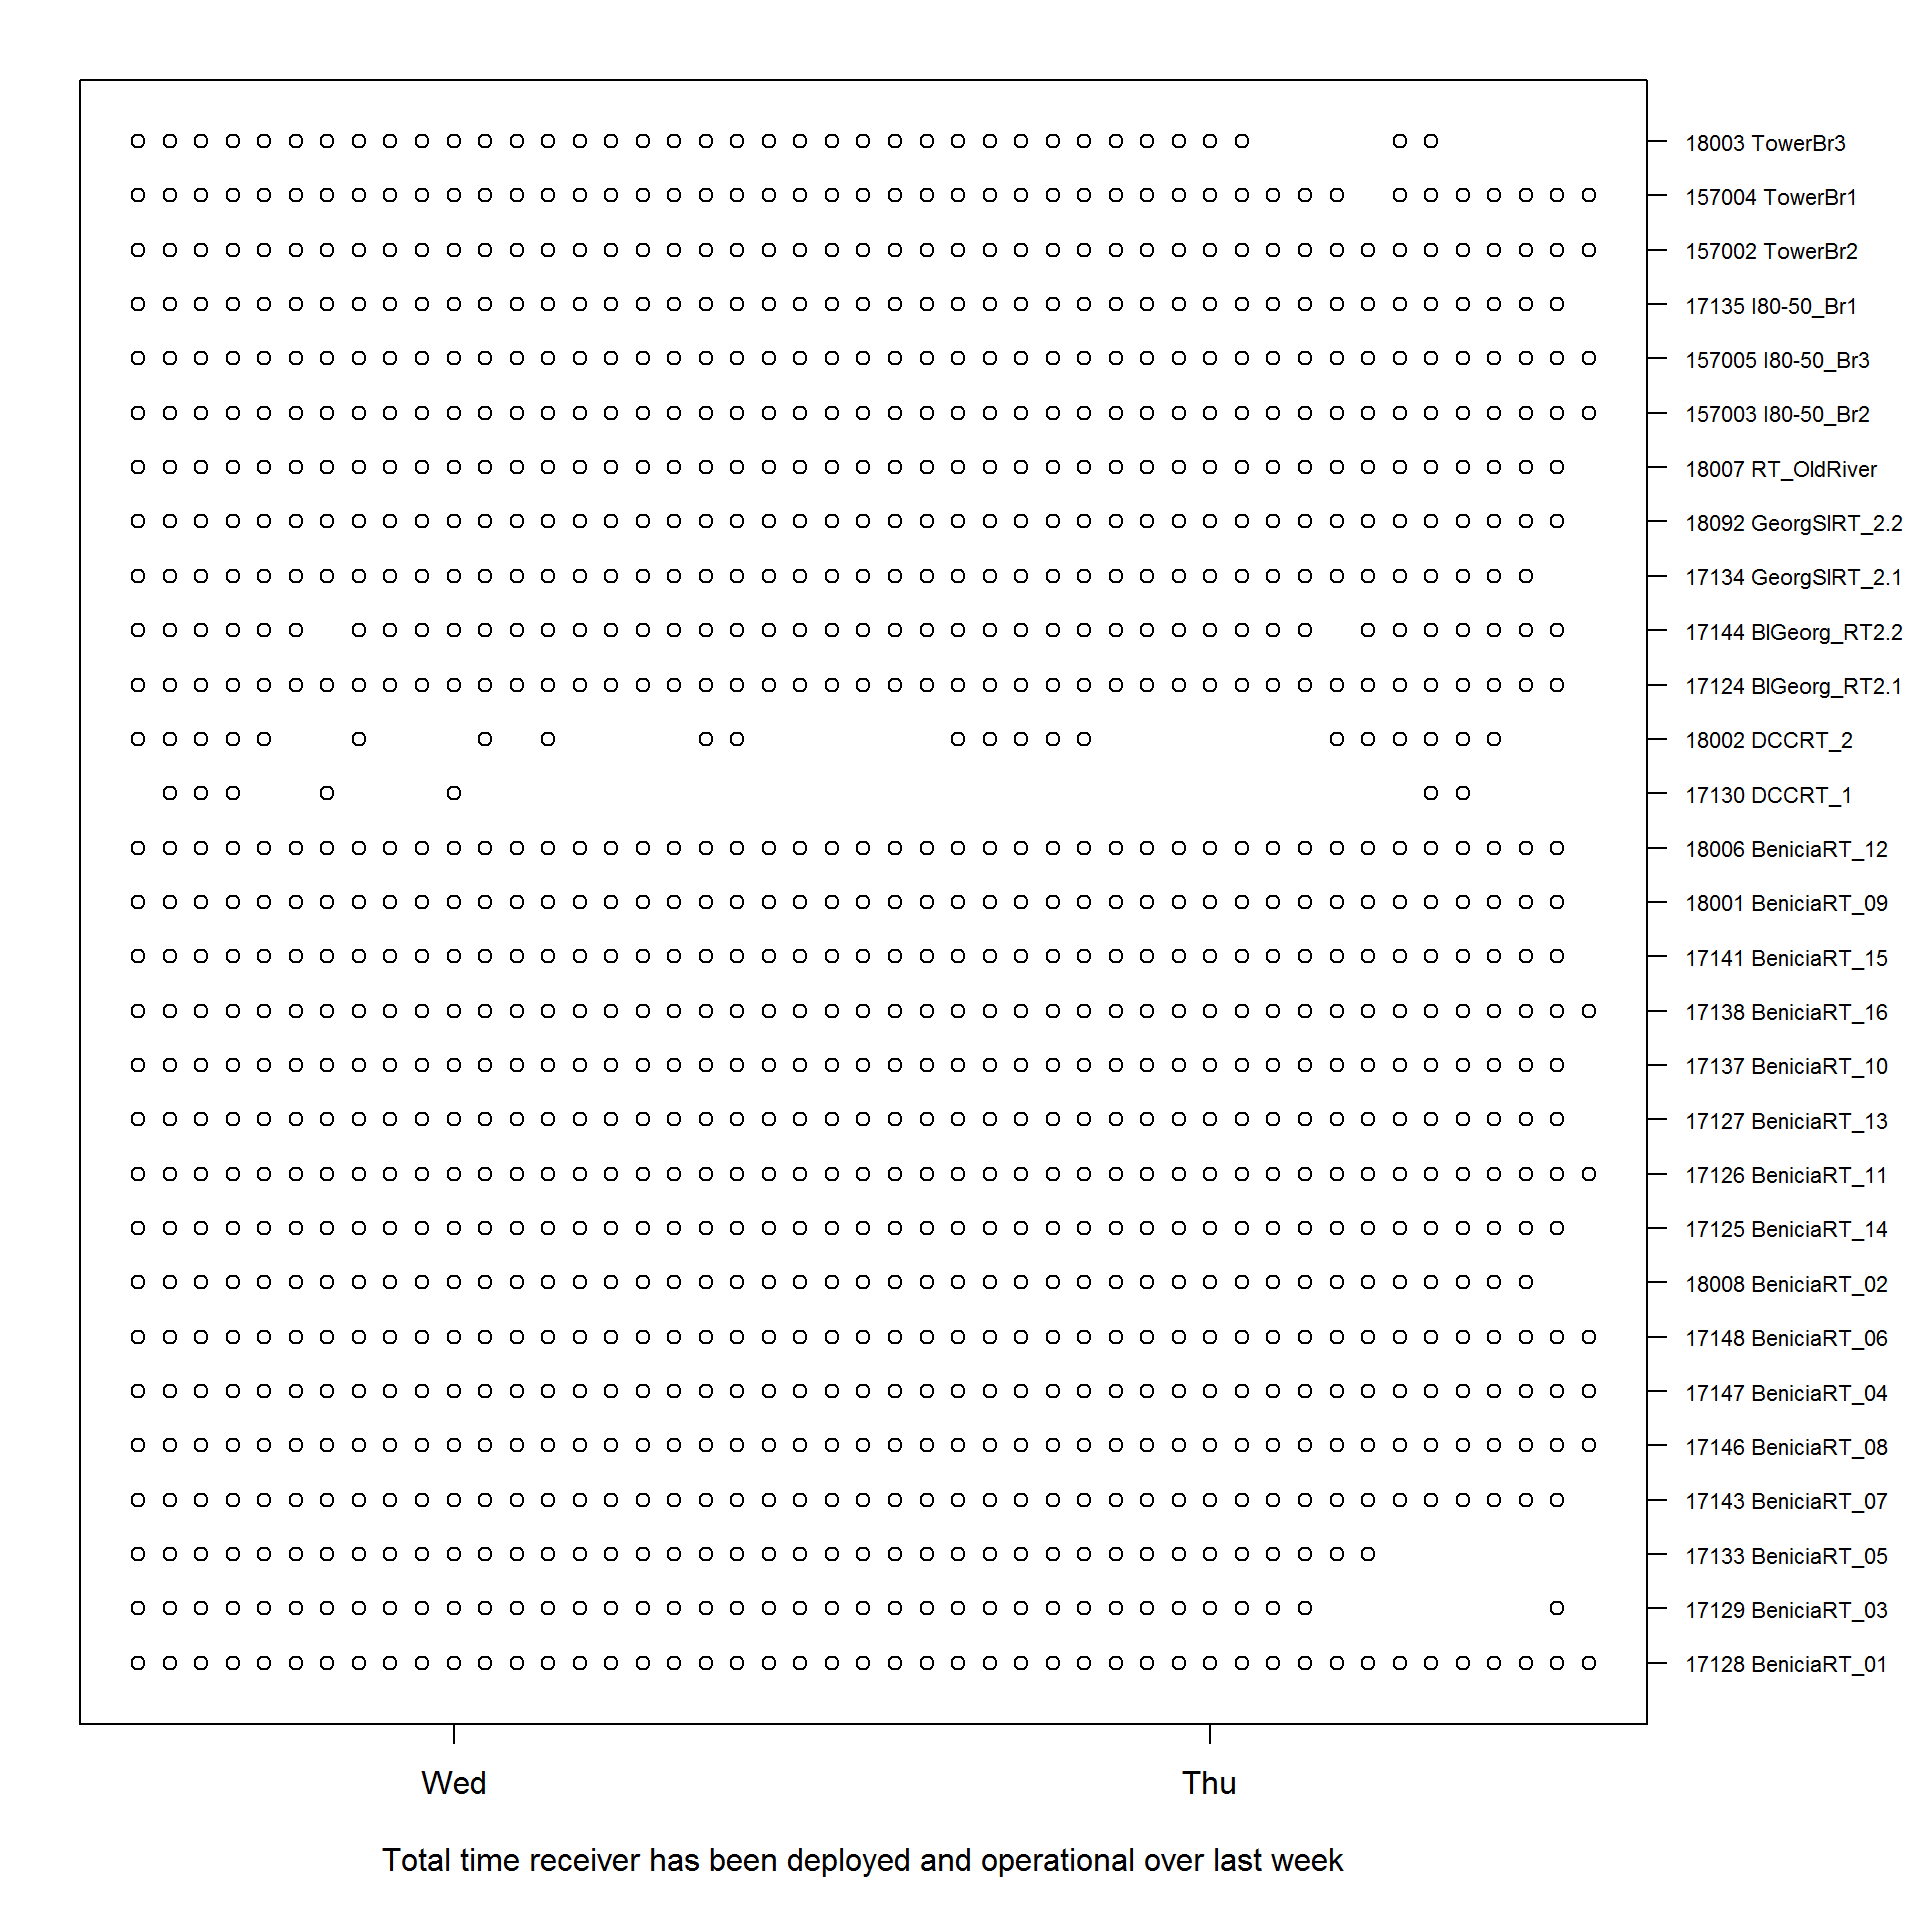 18003 TowerBr3
157004 TowerBr1
157002 TowerBr2
17135 I80-50_Br1
157005 I80-50_Br3
157003 I80-50_Br2
18007 RT_OldRiver
18092 GeorgSlRT_2.2
17134 GeorgSlRT_2.1
17144 BlGeorg_RT2.2
17124 BlGeorg_RT2.1
18002 DCCRT_2
17130 DCCRT_1
18006 BeniciaRT_12
18001 BeniciaRT_09
17141 BeniciaRT_15
17138 BeniciaRT_16
17137 BeniciaRT_10
17127 BeniciaRT_13
17126 BeniciaRT_11
17125 BeniciaRT_14
18008 BeniciaRT_02
17148 BeniciaRT_06
17147 BeniciaRT_04
17146 BeniciaRT_08
17143 BeniciaRT_07
17133 BeniciaRT_05
17129 BeniciaRT_03
17128 BeniciaRT_01
Wed Thu
Total time receiver has been deployed and operational over last week